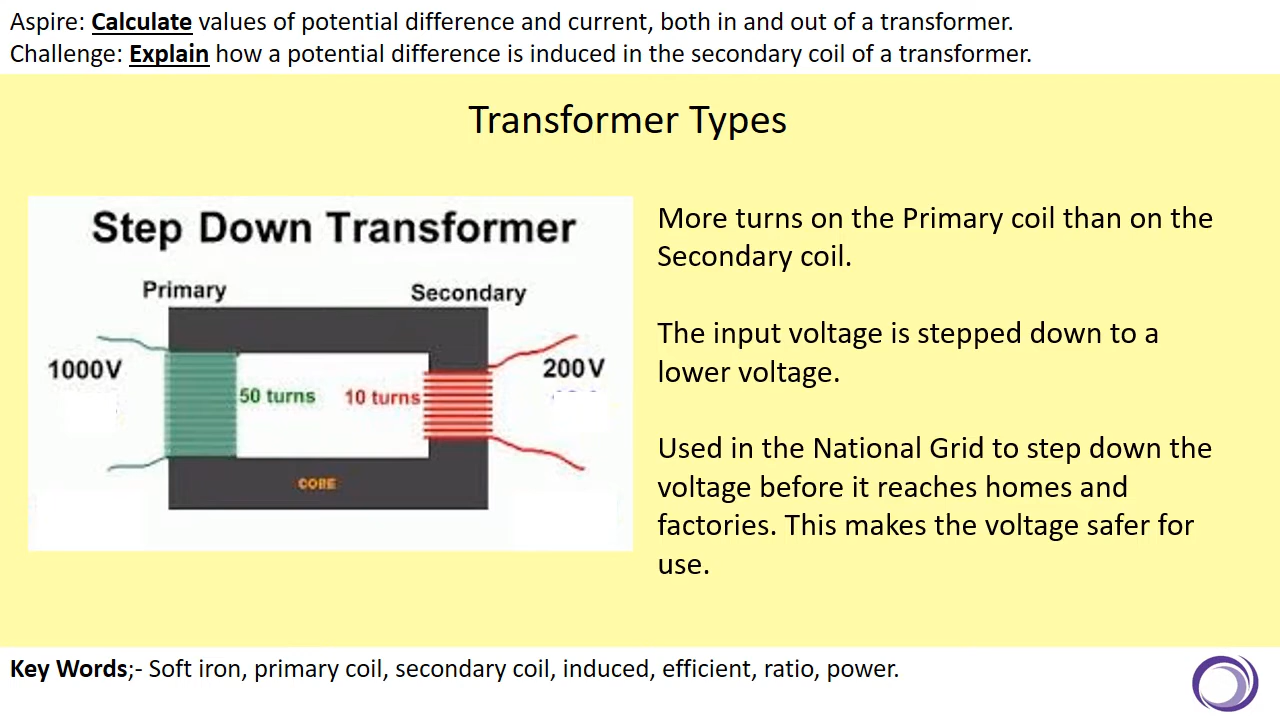 Aspire: Calculate values of potential difference and current, both in and out of a transformer.
Challenge: Explain how a potential difference is induced in the secondary coil of a transformer.
Transformer Types
Step Down Transformer
Primary
Secondary
1000V
50 turns
10 turns
200V
CORE
More turns on the Primary coil than on the
Secondary coil.
The input voltage is stepped down to a
lower voltage.
Used in the National Grid to step down the
voltage before it reaches homes and
factories. This makes the voltage safer for
use.
Key Words;- Soft iron, primary coil, secondary coil, induced, efficient, ratio, power.